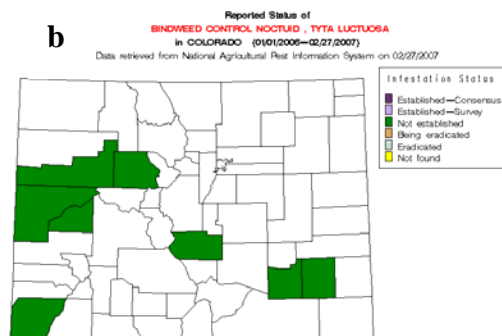 b
Reported Status of
BINDWEED CONTROL NOCTUID , TYTA LUCTUOSA
in COLORADO (01/01/2006—02/27/2007)
Data retrieved from National Agricultural Pest Information System on 02/27/2007
Infestation Status
Established—Consensus
Established—Survey
Not established
Being eradicated
Eradicated
Not found